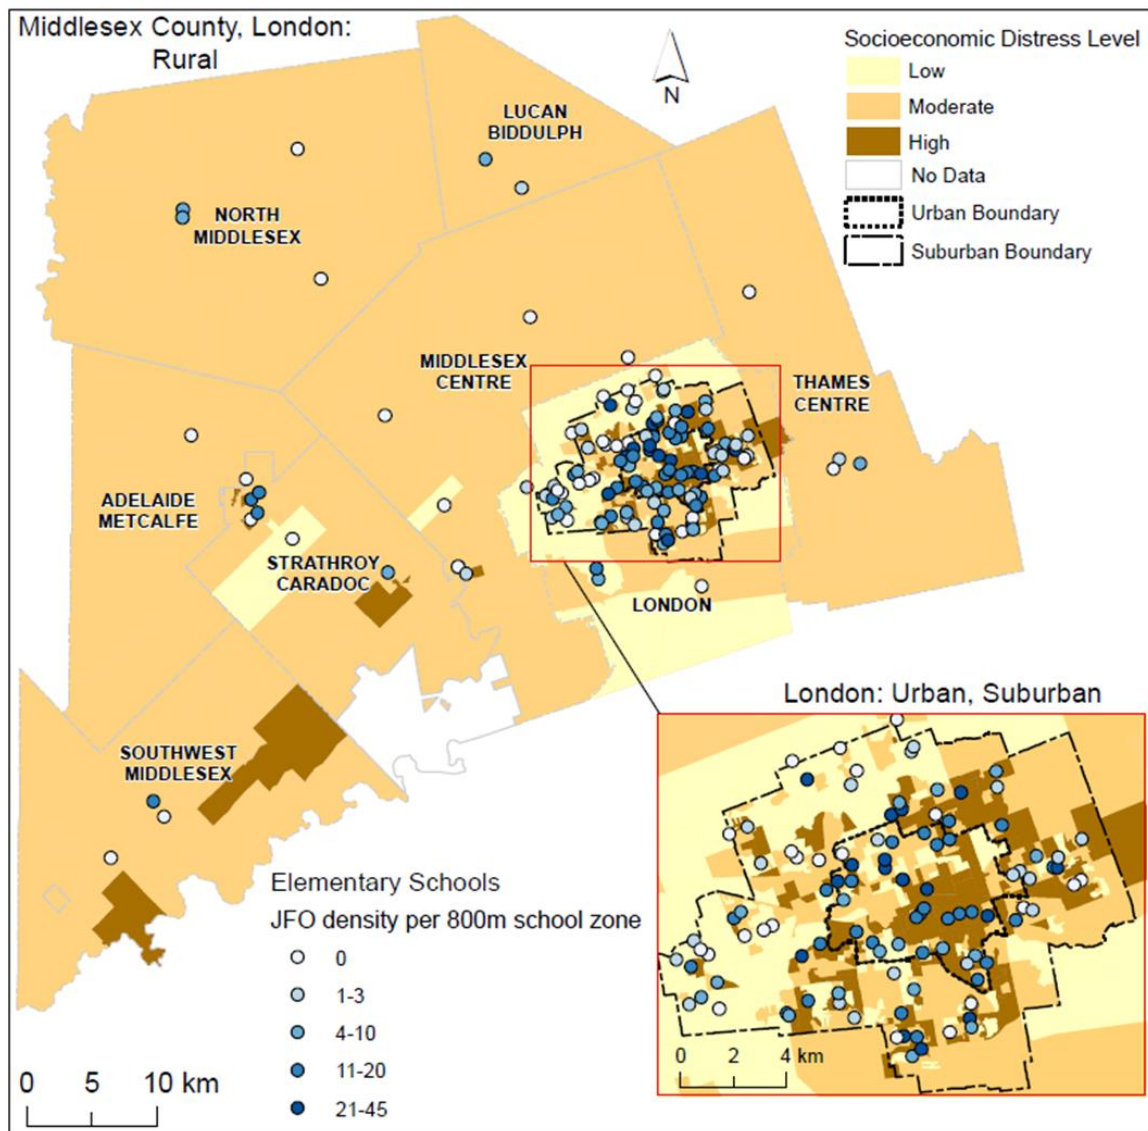 Middlesex County, London:
Rural
N
Socioeconomic Distress Level
Low
Moderate
High
No Data
Urban Boundary
Suburban Boundary
LUCAN
BIDDULPH
NORTH
MIDDLESEX
MIDDLESEX
CENTRE
THAMES
CENTRE
ADELAIDE
METCALFE
STRATHROY
CARADOC
LONDON
SOUTHWEST
MIDDLESEX
London: Urban, Suburban
0 2 4 km
Elementary Schools
JFO density per 800m school zone
0
1-3
4-10
11-20
21-45
0 5 10 km